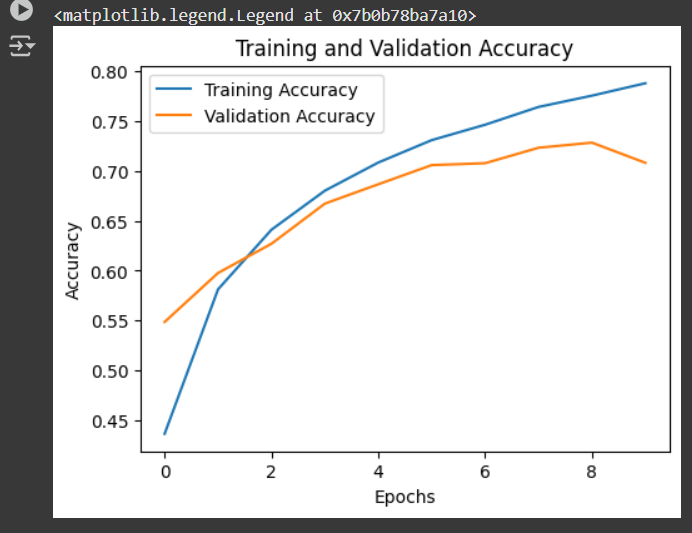 <matplotlib.legend.Legend at 0x7b0b78ba7a10>
Training and Validation Accuracy
Training Accuracy
Validation Accuracy
Accuracy
0.80
0.75
0.70
0.65
0.60
0.55
0.50
0.45
0 2 4 6 8
Epochs